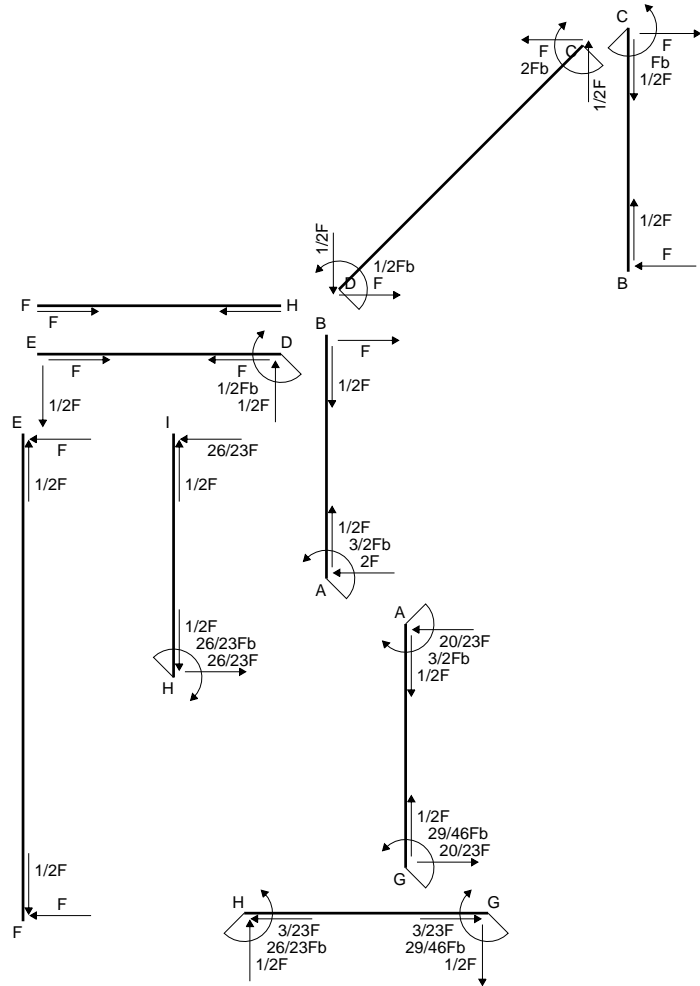 C
F
Fb
1/2F
1/2F
F
B
F
2Fb
C
1/2F
1/2F
1/2Fb
D
F
F
H
F
E
D
F
F
1/2Fb
1/2F
1/2F
B
F
1/2F
1/2F
3/2Fb
2F
A
E
F
1/2F
1/2F
F
F
I
26/23F
1/2F
1/2F
26/23Fb
26/23F
H
A
20/23F
3/2Fb
1/2F
1/2F
29/46Fb
20/23F
G
H
G
3/23F
26/23Fb
1/2F
3/23F
29/46Fb
1/2F